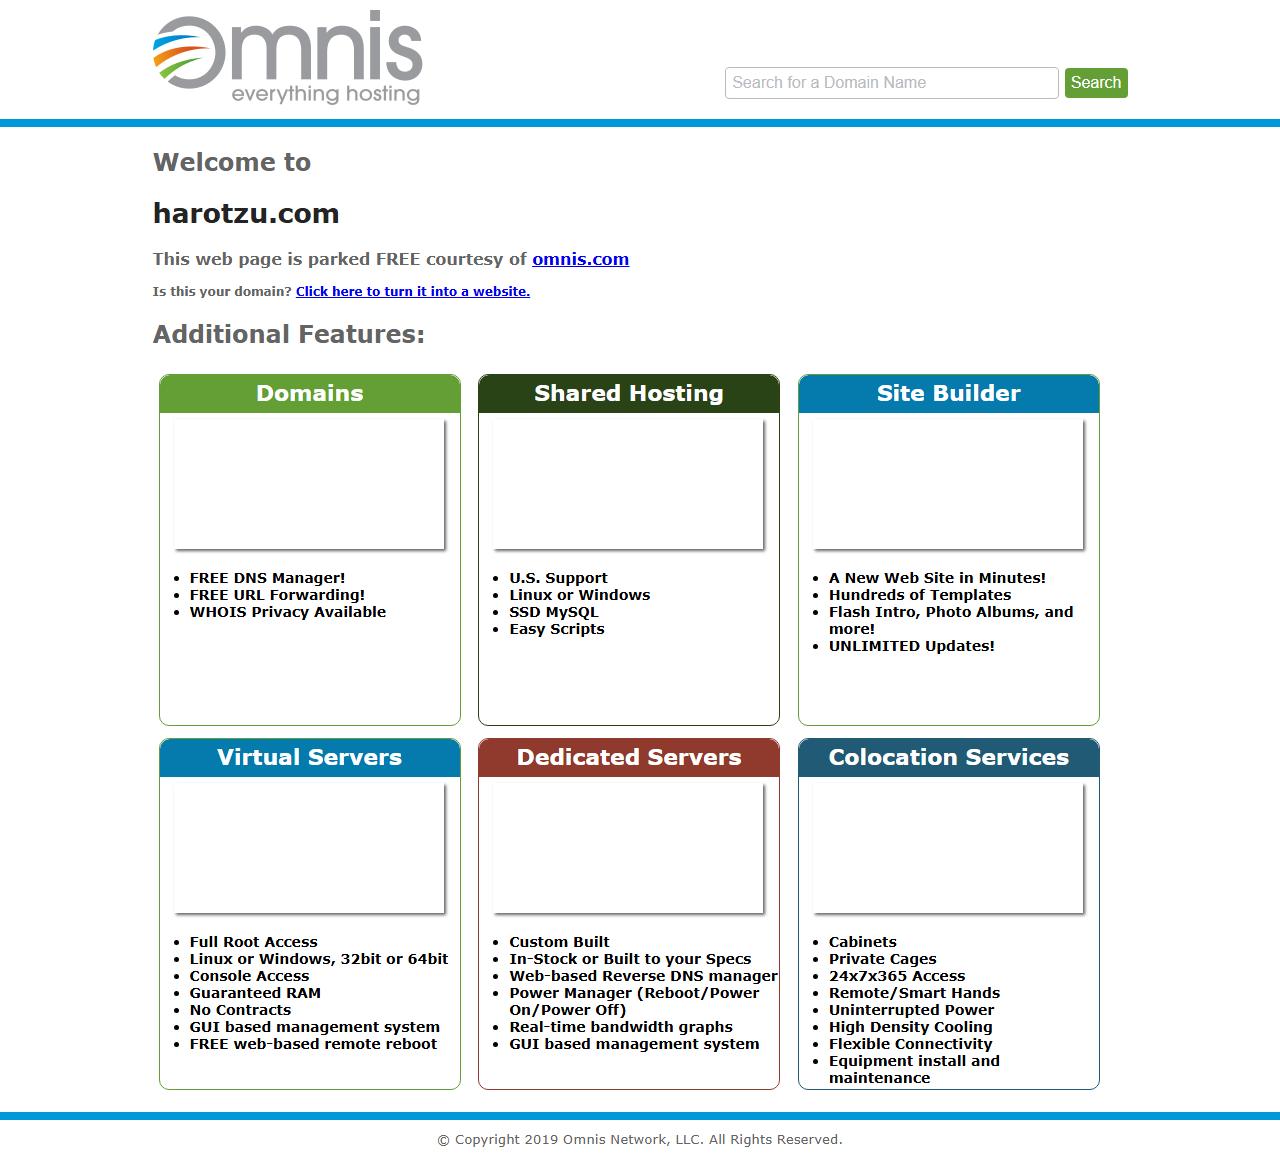 Omnis
everything hosting
Search for a Domain Name
Search
Welcome to
harotzu.com
This web page is parked FREE courtesy of omnis.com
Is this your domain? Click here to turn it into a website.
Additional Features:
Domains
FREE DNS Manager!
FREE URL Forwarding!
WHOIS Privacy Available
Shared Hosting
U.S. Support
Linux or Windows
SSD MySQL
Easy Scripts
Site Builder
A New Web Site in Minutes!
Hundreds of Templates
Flash Intro, Photo Albums, and
more!
UNLIMITED Updates!
Virtual Servers
Full Root Access
Linux or Windows, 32bit or 64bit
Console Access
Guaranteed RAM
No Contracts
GUI based management system
FREE web-based remote reboot
Dedicated Servers
Custom Built
In-Stock or Built to your Specs
Web-based Reverse DNS manager
Power Manager (Reboot/Power
On/Power Off)
Real-time bandwidth graphs
GUI based management system
Colocation Services
Cabinets
Private Cages
24x7x365 Access
Remote/Smart Hands
Uninterrupted Power
High Density Cooling
Flexible Connectivity
Equipment install and
maintenance
© Copyright 2019 Omnis Network, LLC. All Rights Reserved.